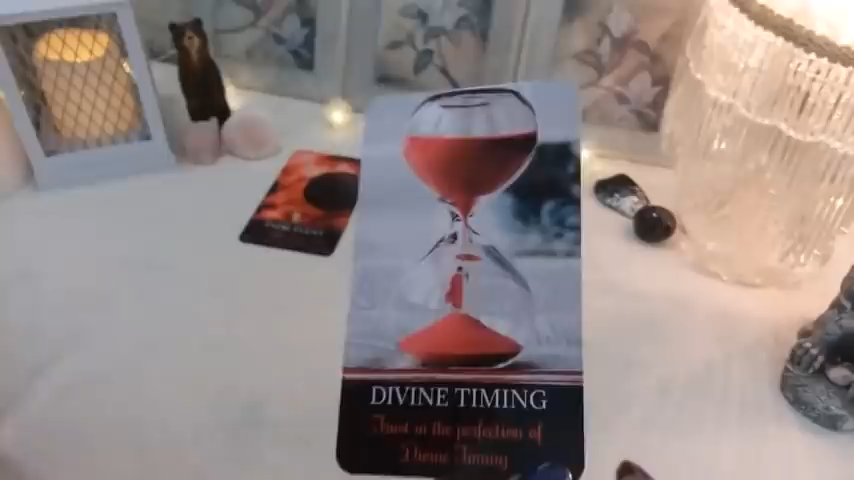 DIVINE TIMING
Trust in the perfection of
Divine Timing